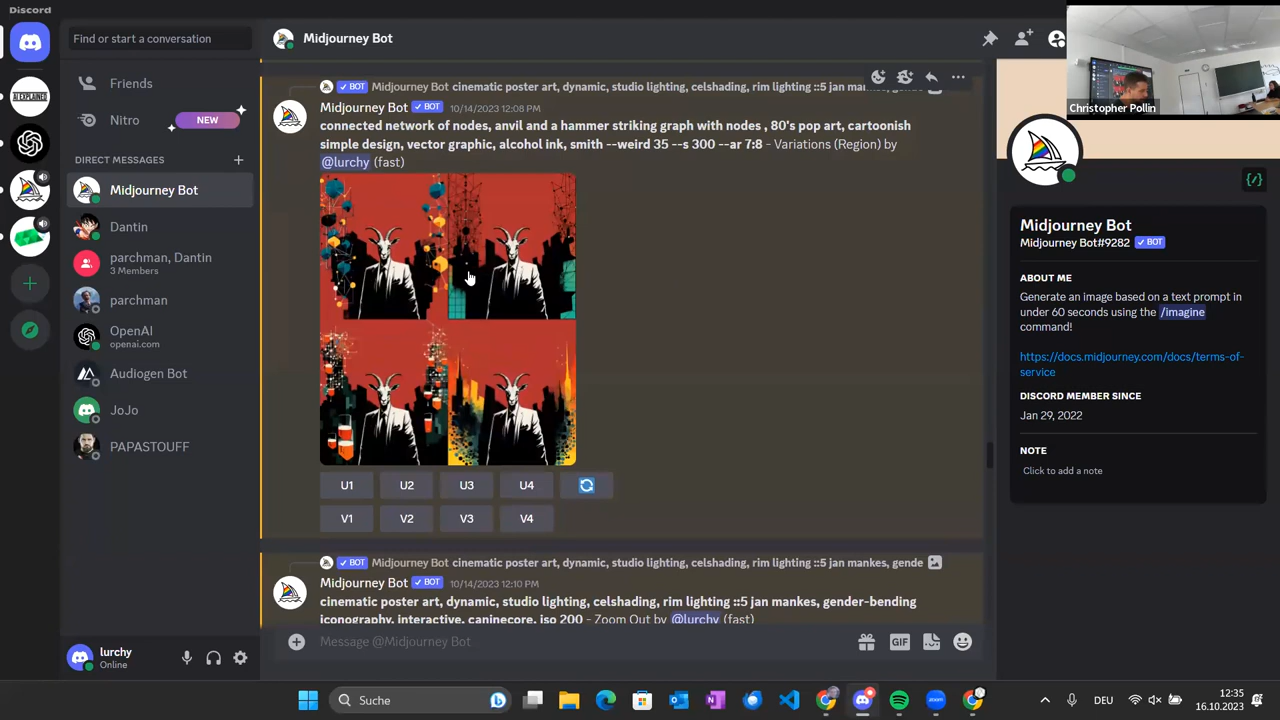 Discord
Find or start a conversation
Friends
Nitro
NEW
DIRECT MESSAGES
Midjourney Bot
Dantin
parchman, Dantin
3 Members
parchman
OpenAI
openai.com
Audiogen Bot
JoJo
PAPASTOUFF
lurchy
Online
AI EXPLAINED
Midjourney Bot
BOT Midjourney Bot cinematic poster art, dynamic, studio lighting, celshading, rim lighting ::5 jan mankes, gende
Midjourney Bot BOT 10/14/2023 12:08 PM
connected network of nodes, anvil and a hammer striking graph with nodes , 80's pop art, cartoonish
simple design, vector graphic, alcohol ink, smith --weird 35 --s 300 --ar 7:8 - Variations (Region) by
@lurchy (fast)
U1 U2 U3 U4
V1 V2 V3 V4
BOT Midjourney Bot cinematic poster art, dynamic, studio lighting, celshading, rim lighting ::5 jan mankes, gende
Midjourney Bot BOT 10/14/2023 12:10 PM
cinematic poster art, dynamic, studio lighting, celshading, rim lighting ::5 jan mankes, gender-bending
iconography, interactive, caninecore, iso 200 - Zoom Out by @lurchy (fast)
Message @Midjourney Bot
GIF
Christopher Pollin
Midjourney Bot
Midjourney Bot#9282 BOT
ABOUT ME
Generate an image based on a text prompt in
under 60 seconds using the /imagine
command!
https://docs.midjourney.com/docs/terms-of-
service
DISCORD MEMBER SINCE
Jan 29, 2022
NOTE
Click to add a note
Suche
zoom
DEU
12:35
16.10.2023